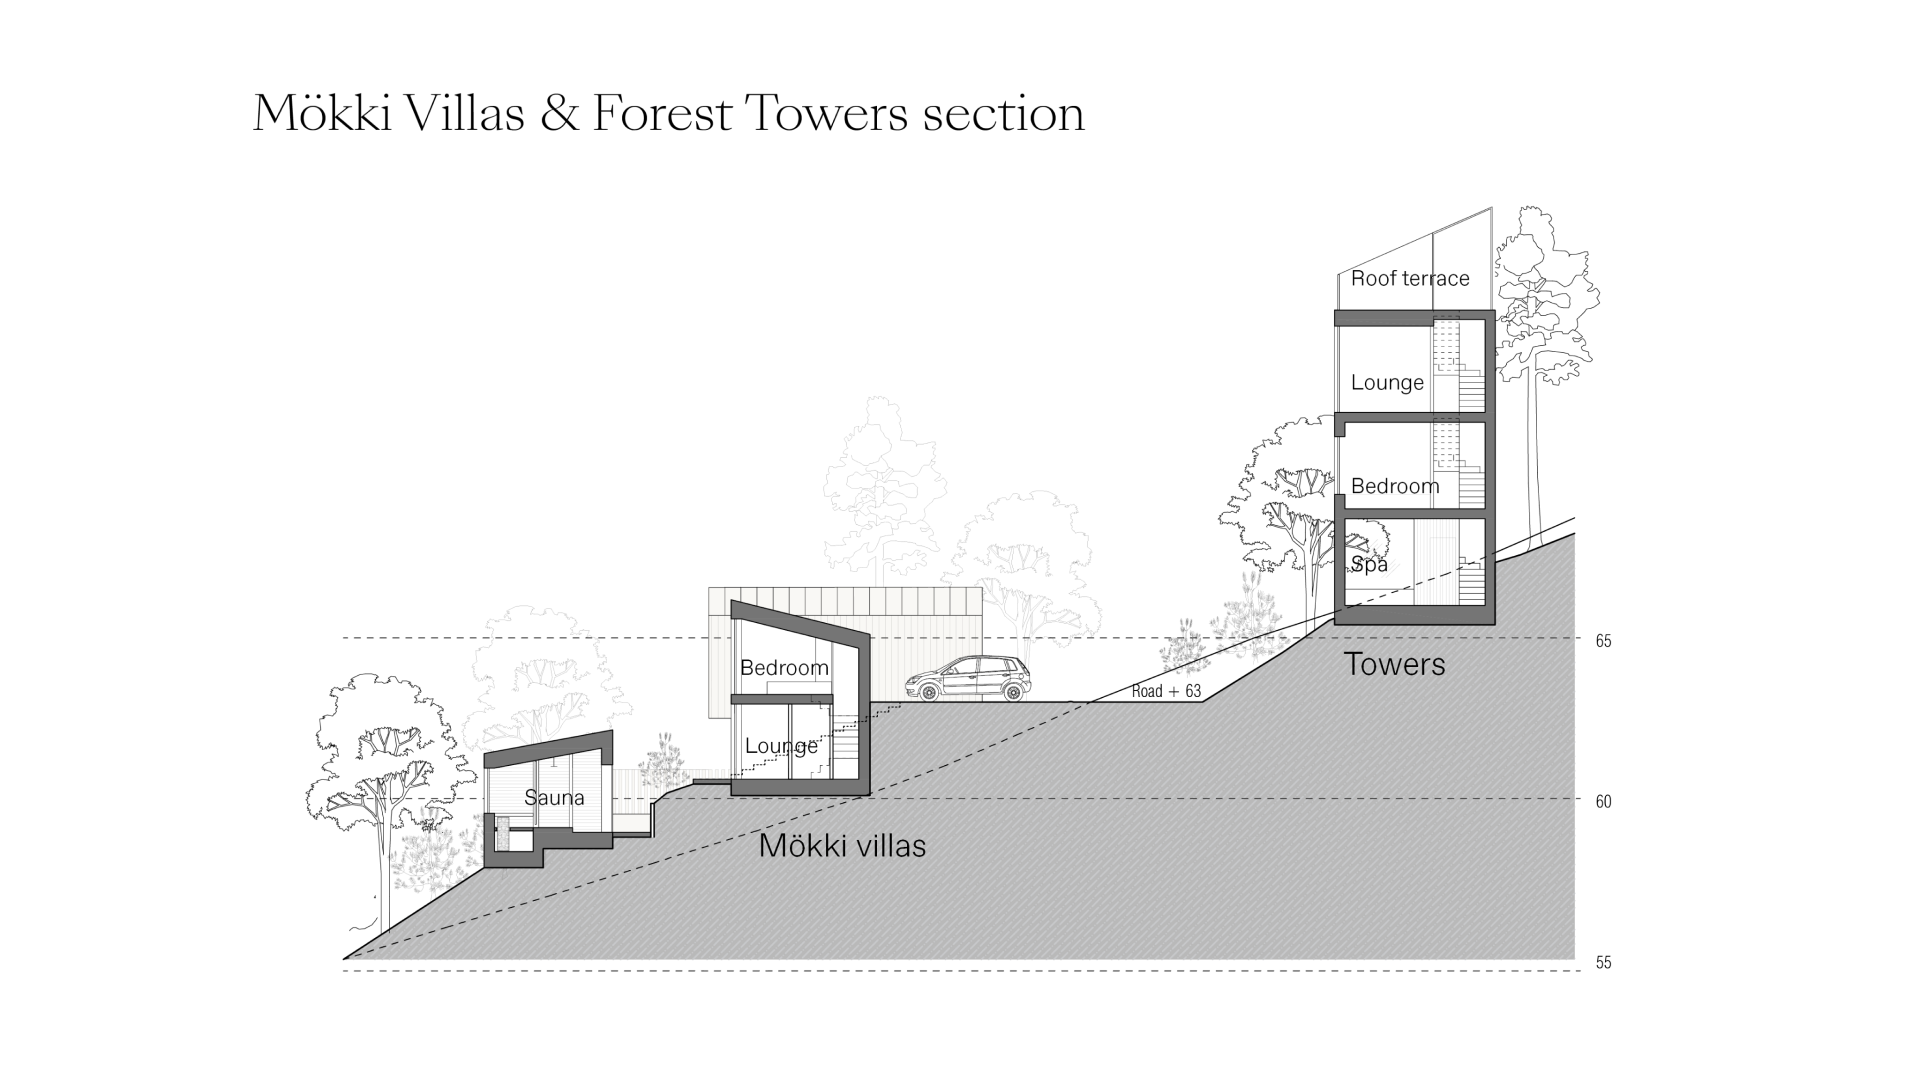 Mökki Villas & Forest Towers section
Roof terrace
Lounge
Bedroom
Spa
65
Towers
Bedroom
Road + 63
Lounge
Sauna
60
Mökki villas
55